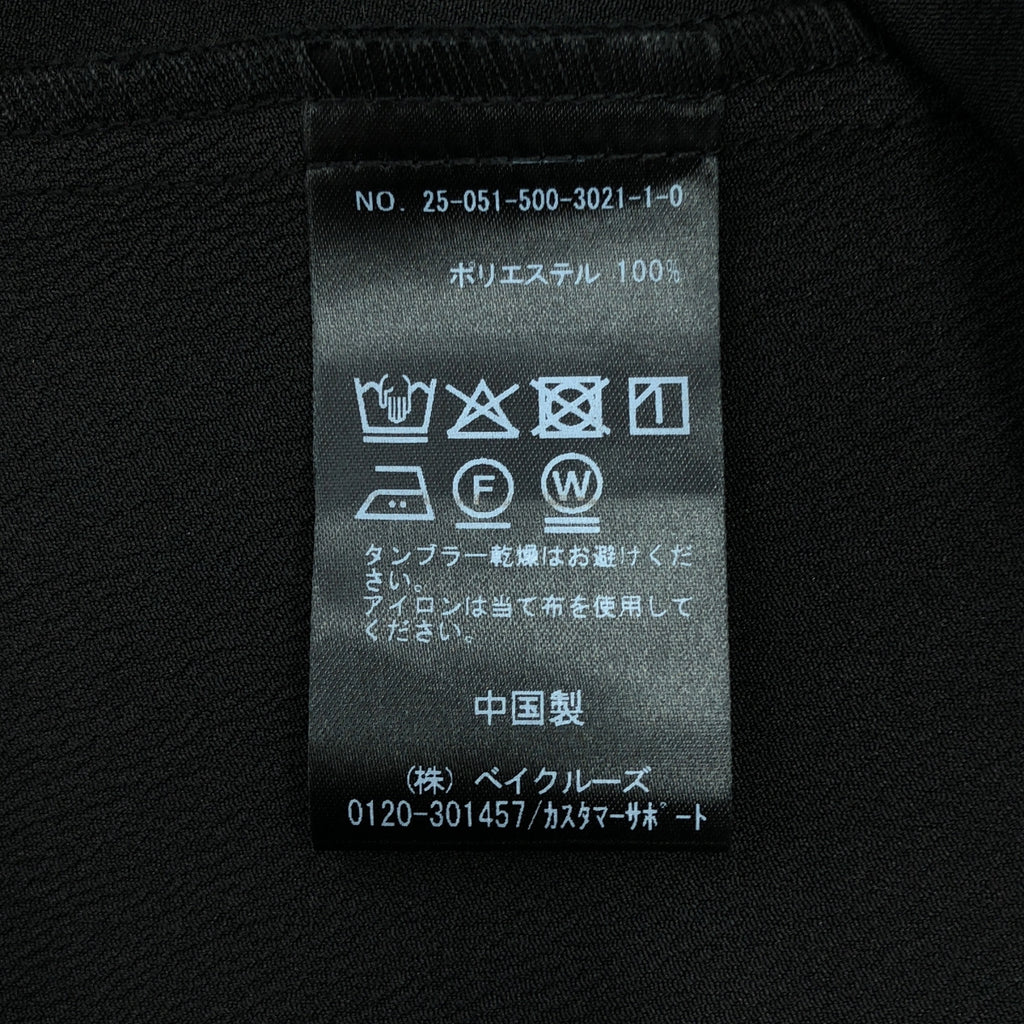 NO. 25-051-500-3021-1-0
ポリエステル 100%
F W
タンブラー乾燥はお避けくだ
さい。
アイロンは当て布を使用して
ください。
中国製
(株) ベイクルーズ
0120-301457/カスタマーサポート